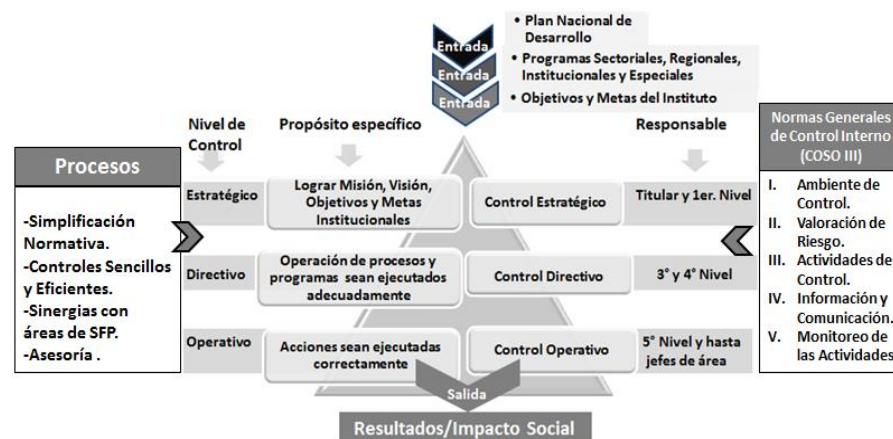 Entrada
Entrada
Entrada
• Plan Nacional de
Desarrollo
• Programas Sectoriales, Regionales,
Institucionales y Especiales
• Objetivos y Metas del Instituto
Nivel de
Control
Propósito específico
Responsable
Procesos
-Simplificación
Normativa.
-Controles Sencillos
y Eficientes.
-Sinergias con
áreas de SFP.
-Asesoría .
Estratégico
Lograr Misión, Visión,
Objetivos y Metas
Institucionales
Control Estratégico
Titular y 1er. Nivel
Directivo
Operación de procesos y
programas sean ejecutados
adecuadamente
Control Directivo
3° y 4° Nivel
Operativo
Acciones sean ejecutadas
correctamente
Control Operativo
5° Nivel y hasta
jefes de área
Normas Generales
de Control Interno
(COSO III)
I. Ambiente de
Control.
II. Valoración de
Riesgo.
III. Actividades de
Control.
IV. Información y
Comunicación.
V. Monitoreo de
las Actividades
Salida
Resultados/Impacto Social